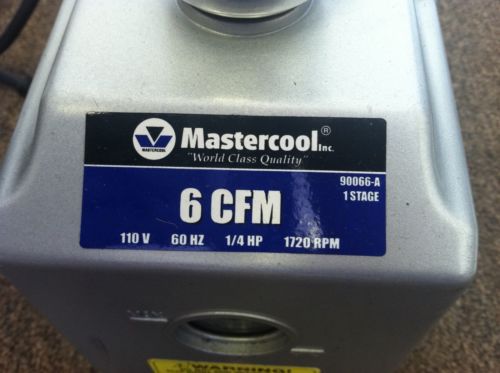 Mastercool® Inc.
MASTERCOOL
"World Class Quality"
90066-A
1 STAGE
6 CFM
110 V 60 HZ 1/4 HP 1720 RPM
WARNING!